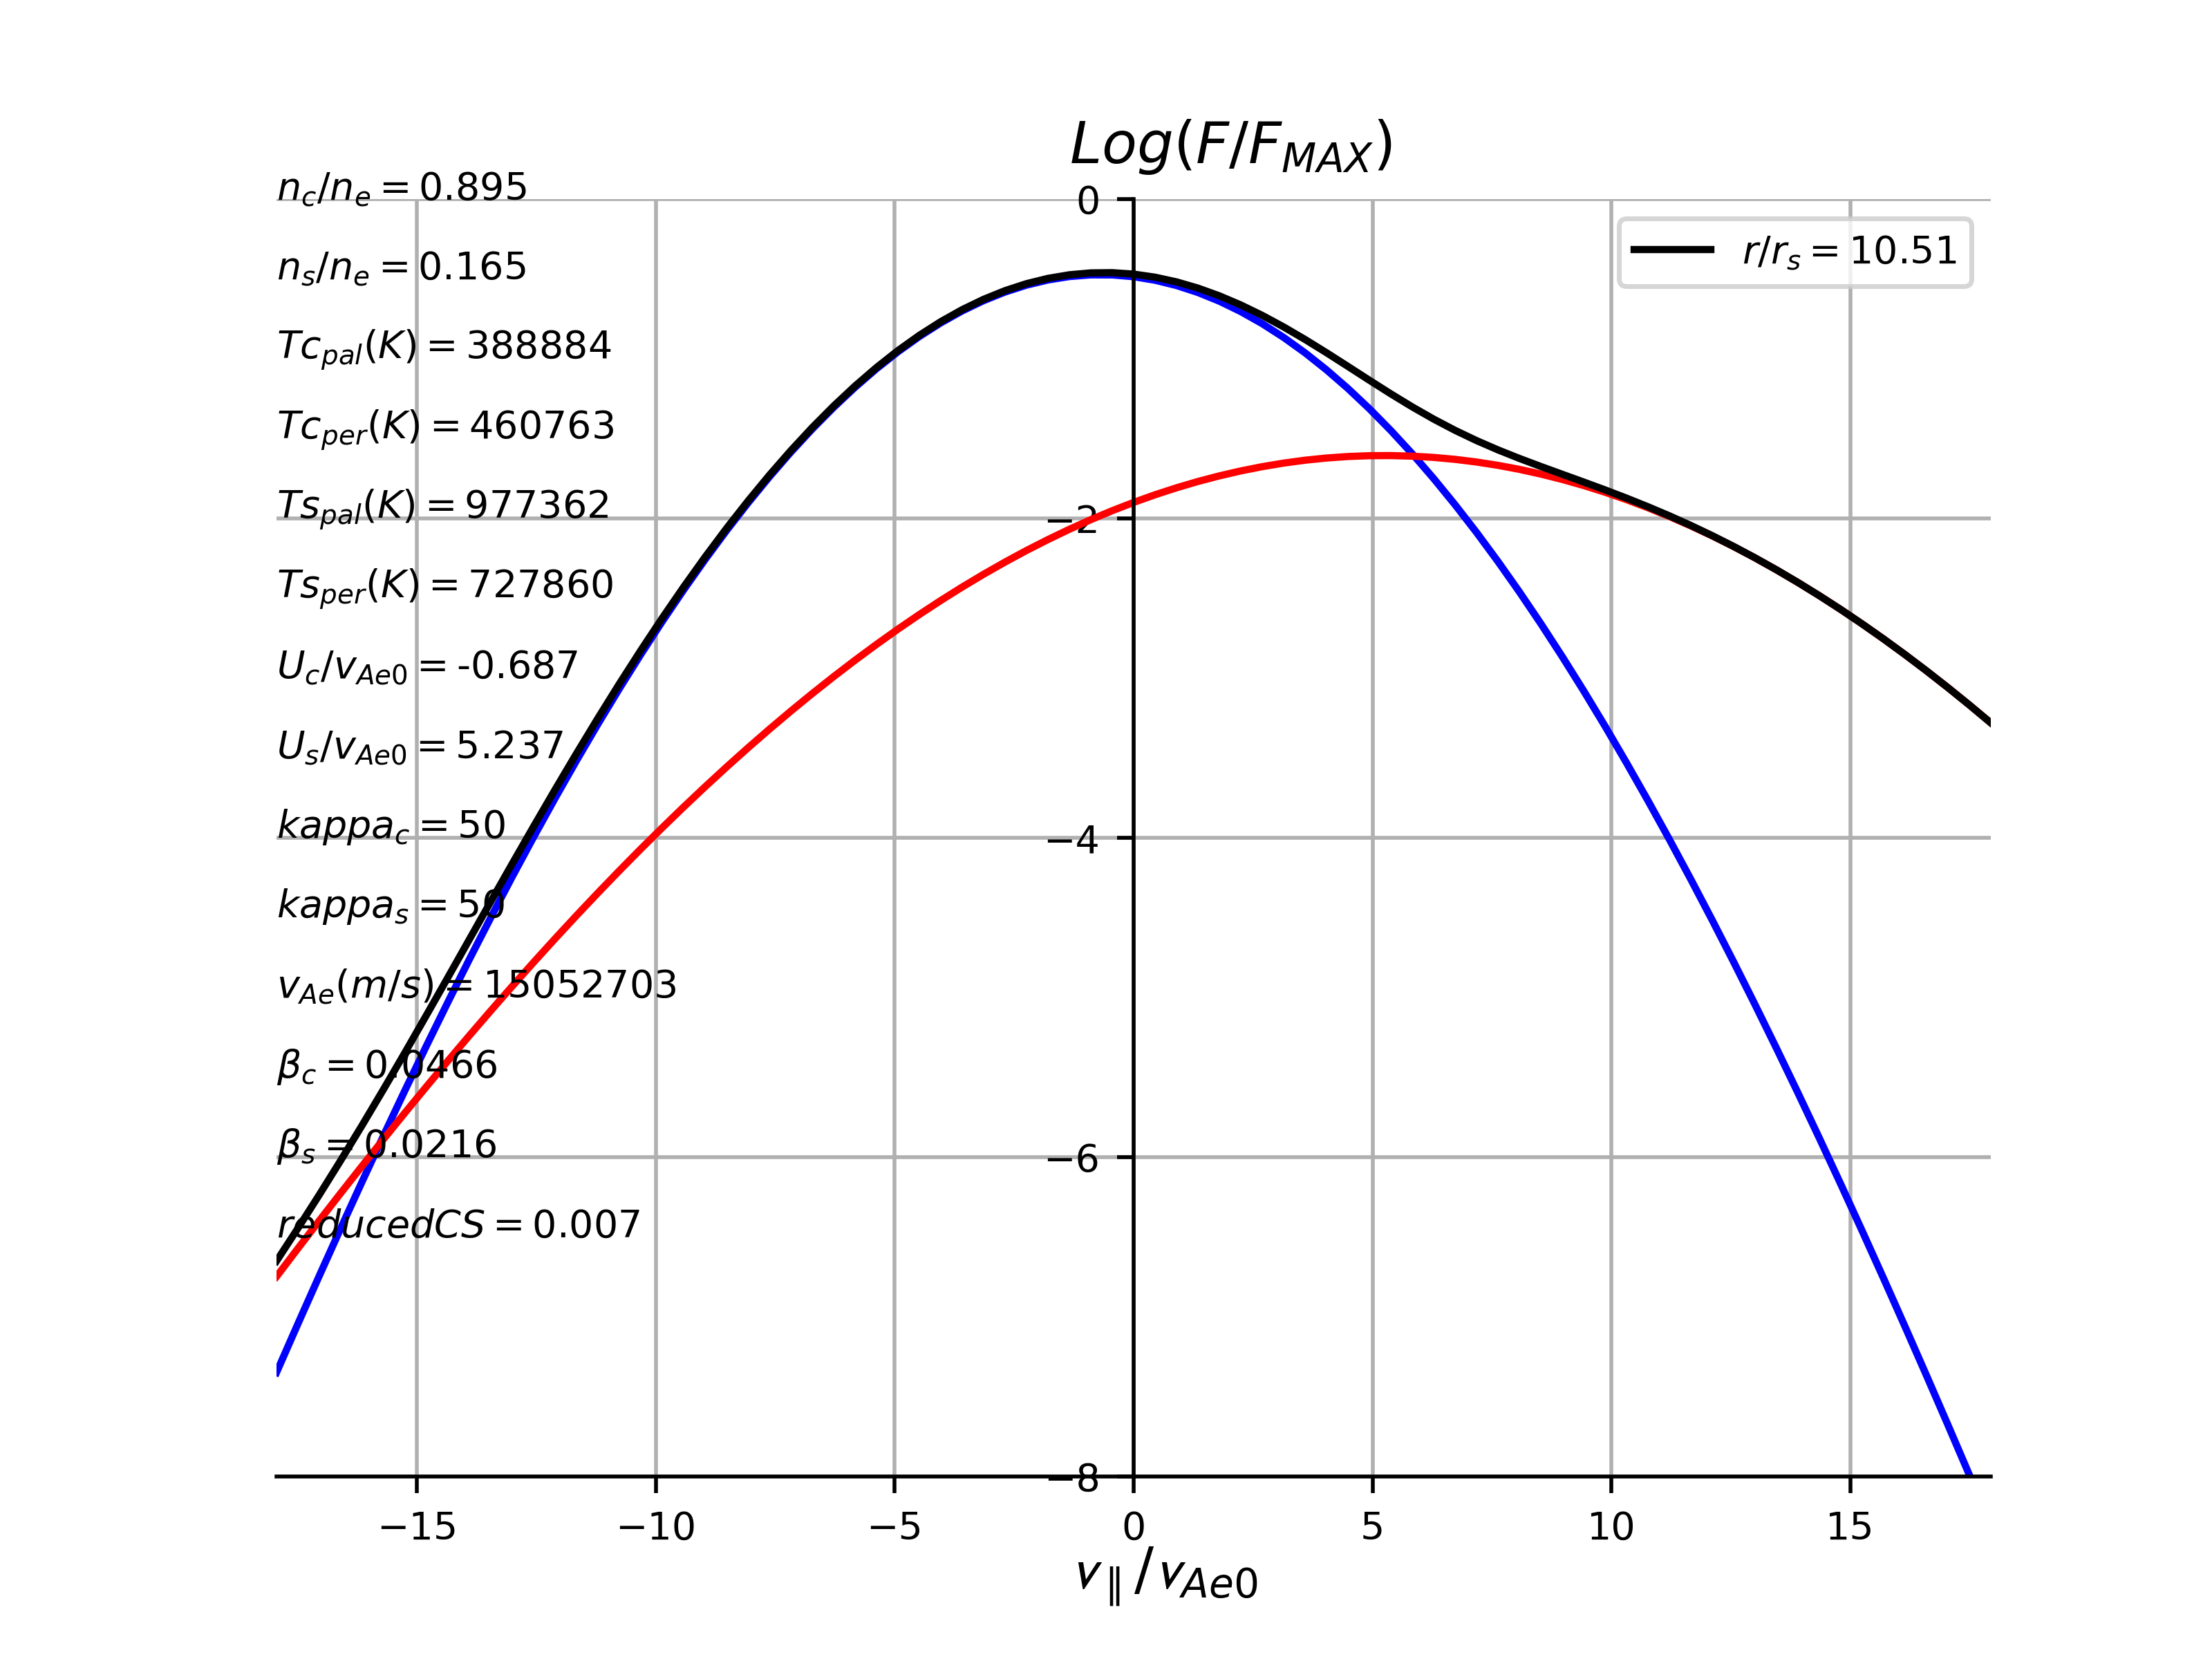 Log(F/F_MAX)
n_c/n_e = 0.895
n_s/n_e = 0.165
Tc_pal(K) = 388884
Tc_per(K) = 460763
Ts_pal(K) = 977362
Ts_per(K) = 727860
U_c/v_Ae0 = -0.687
U_s/v_Ae0 = 5.237
kappa_c = 50
kappa_s = 50
v_Ae(m/s) = 15052703
β_c = 0.0466
β_s = 0.0216
reducedCS = 0.007
r/r_s = 10.51
0
−2
−4
−6
−8
−15 −10 −5 0 5 10 15
v_∥/v_Ae0